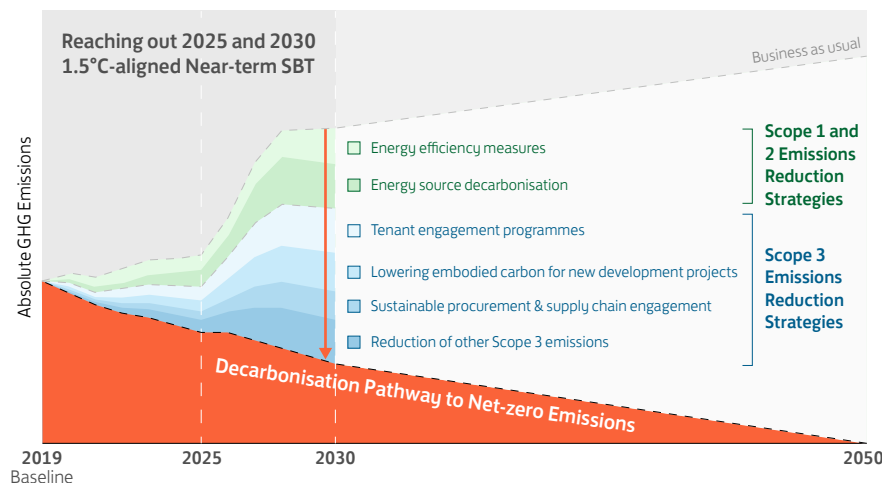 Reaching out 2025 and 2030
1.5°C-aligned Near-term SBT
Business as usual
Absolute GHG Emissions
Energy efficiency measures
Energy source decarbonisation
Scope 1 and
2 Emissions
Reduction
Strategies
Tenant engagement programmes
Lowering embodied carbon for new development projects
Sustainable procurement & supply chain engagement
Reduction of other Scope 3 emissions
Scope 3
Emissions
Reduction
Strategies
Decarbonisation Pathway to Net-zero Emissions
2019
Baseline
2025
2030
2050